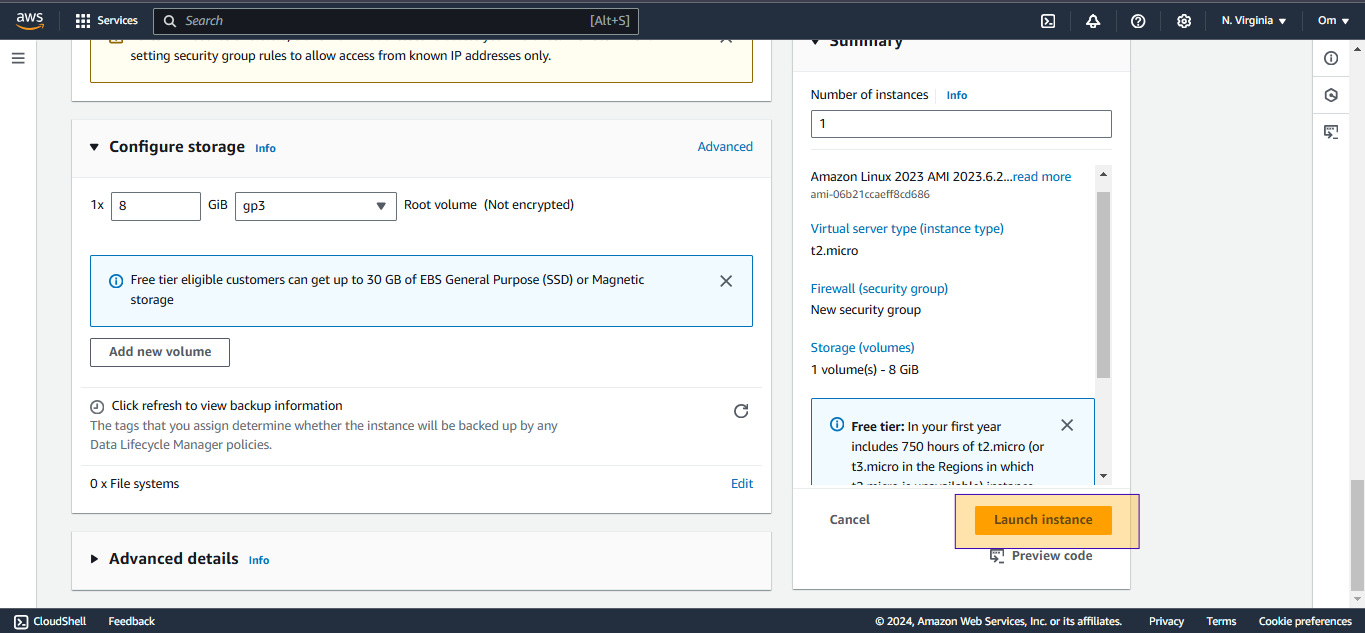 aws
Services
Search [Alt+S]
N. Virginia
Om
setting security group rules to allow access from known IP addresses only.
Configure storage Info
Advanced
1x 8 GiB gp3 Root volume (Not encrypted)
Free tier eligible customers can get up to 30 GB of EBS General Purpose (SSD) or Magnetic
storage
Add new volume
Click refresh to view backup information
The tags that you assign determine whether the instance will be backed up by any
Data Lifecycle Manager policies.
0 x File systems
Edit
Advanced details Info
Summary
Number of instances Info
1
Amazon Linux 2023 AMI 2023.6.2...read more
ami-06b21ccaeff8cd686
Virtual server type (instance type)
t2.micro
Firewall (security group)
New security group
Storage (volumes)
1 volume(s) - 8 GiB
Free tier: In your first year
includes 750 hours of t2.micro (or
t3.micro in the Regions in which
t2.micro is unavailable) instance
Cancel
Launch instance
Preview code
CloudShell
Feedback
© 2024, Amazon Web Services, Inc. or its affiliates.
Privacy
Terms
Cookie preferences